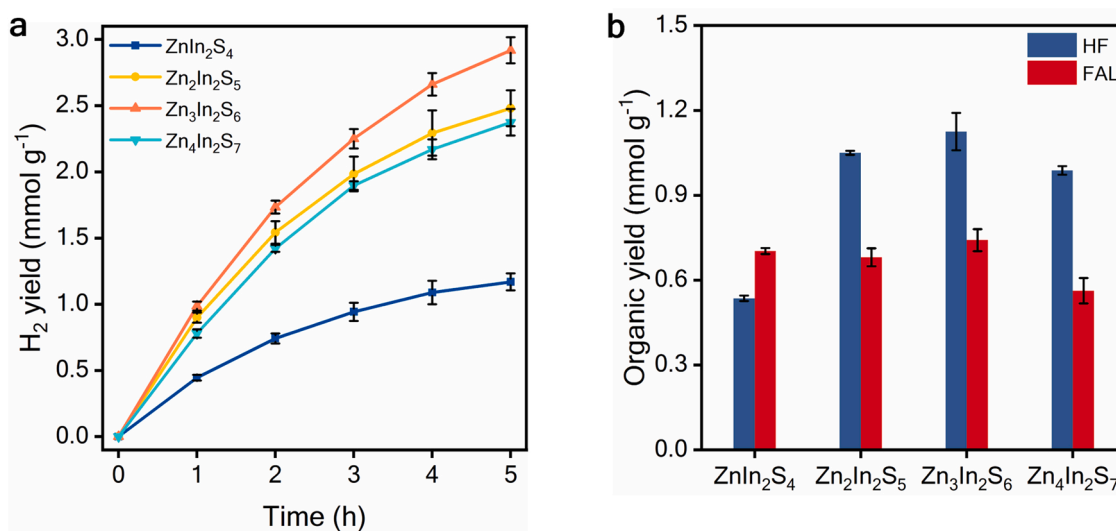 a
H₂ yield (mmol g⁻¹)
3.0
2.5
2.0
1.5
1.0
0.5
0.0
ZnIn₂S₄
Zn₂In₂S₅
Zn₃In₂S₆
Zn₄In₂S₇
0 1 2 3 4 5
Time (h)
b
Organic yield (mmol g⁻¹)
1.5
1.2
0.9
0.6
0.3
0.0
HF
FAL
ZnIn₂S₄ Zn₂In₂S₅ Zn₃In₂S₆ Zn₄In₂S₇